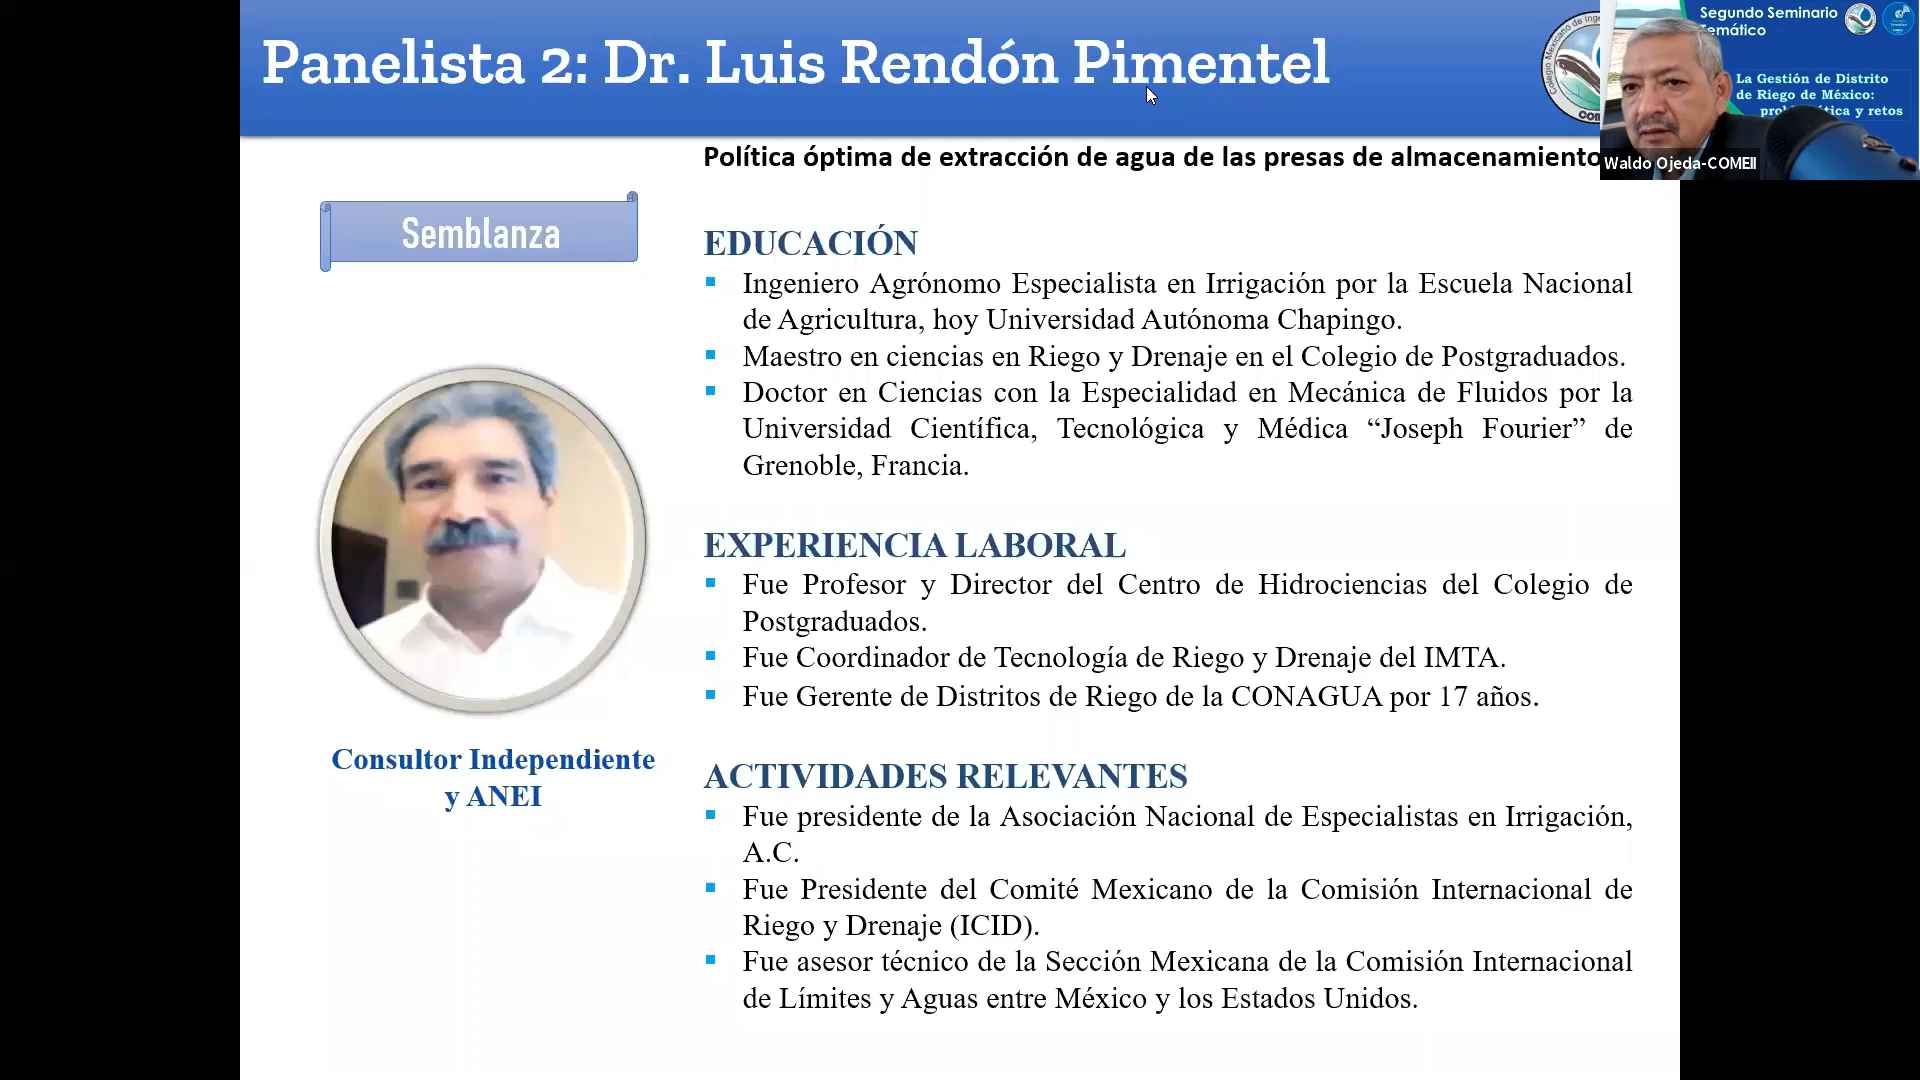 Panelista 2: Dr. Luis Rendón Pimentel
Segundo Seminario
Temático
La Gestión de Distrito
de Riego de México:
y retos
Waldo Ojeda-COMEII
Política óptima de extracción de agua de las presas de almacenamiento
Semblanza
EDUCACIÓN
Ingeniero Agrónomo Especialista en Irrigación por la Escuela Nacional
de Agricultura, hoy Universidad Autónoma Chapingo.
Maestro en ciencias en Riego y Drenaje en el Colegio de Postgraduados.
Doctor en Ciencias con la Especialidad en Mecánica de Fluidos por la
Universidad Científica, Tecnológica y Médica “Joseph Fourier” de
Grenoble, Francia.
EXPERIENCIA LABORAL
Fue Profesor y Director del Centro de Hidrociencias del Colegio de
Postgraduados.
Fue Coordinador de Tecnología de Riego y Drenaje del IMTA.
Fue Gerente de Distritos de Riego de la CONAGUA por 17 años.
Consultor Independiente
y ANEI
ACTIVIDADES RELEVANTES
Fue presidente de la Asociación Nacional de Especialistas en Irrigación,
A.C.
Fue Presidente del Comité Mexicano de la Comisión Internacional de
Riego y Drenaje (ICID).
Fue asesor técnico de la Sección Mexicana de la Comisión Internacional
de Límites y Aguas entre México y los Estados Unidos.